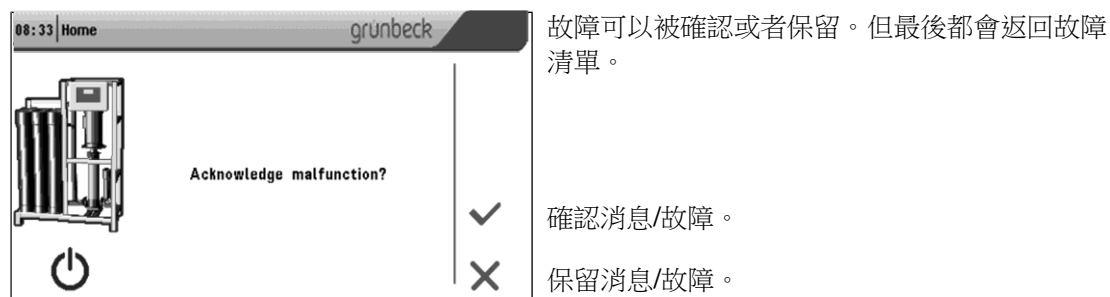 08:33 Home
grünbeck
故障可以被確認或者保留。但最後都會返回故障
清單。
Acknowledge malfunction?
確認消息/故障。
保留消息/故障。